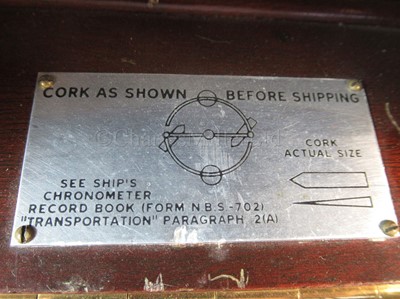 CORK AS SHOWN BEFORE SHIPPING
CORK
ACTUAL SIZE
SEE SHIP'S
CHRONOMETER
RECORD BOOK (FORM N.B.S.-702)
"TRANSPORTATION" PARAGRAPH 2(A)